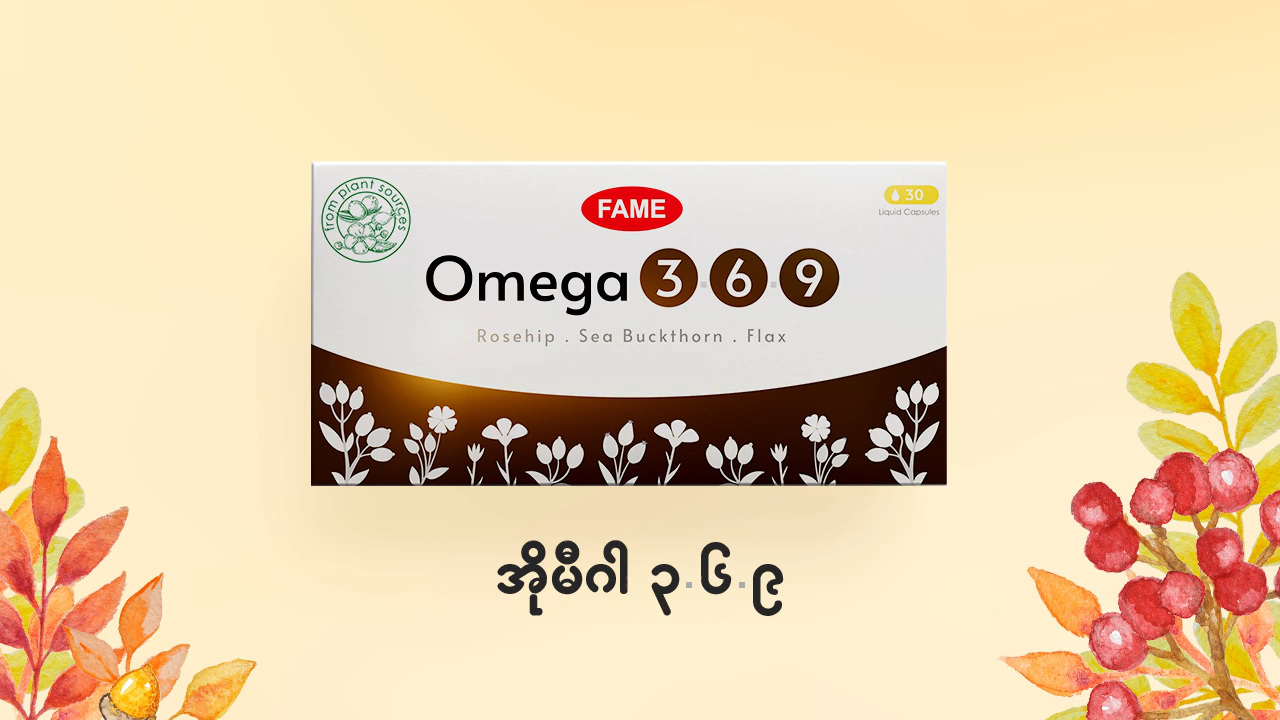 from plant sources
FAME
30
Liquid Capsules
Omega 3.6.9
Rosehip . Sea Buckthorn . Flax
အိုမီဂါ ၃.၆.၉